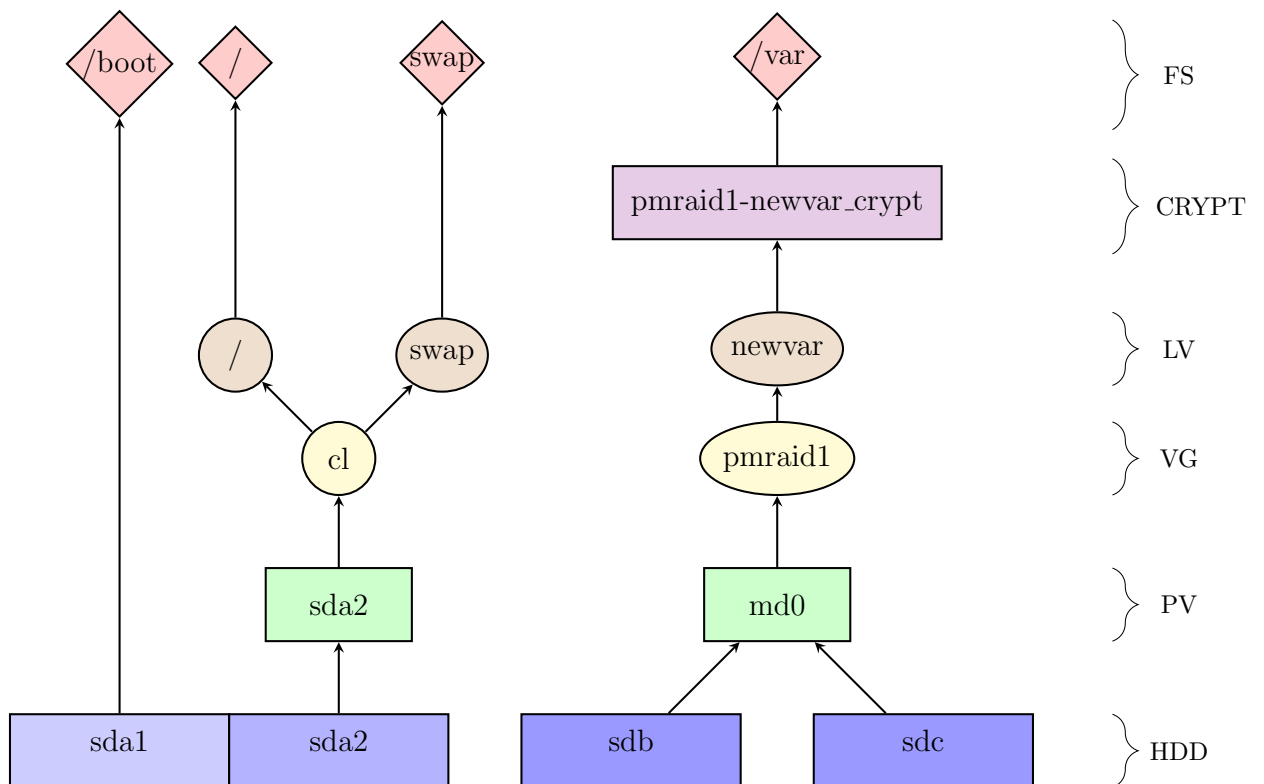 /boot
/
swap
/var
FS
pmraid1-newvar_crypt
CRYPT
/
swap
newvar
LV
cl
pmraid1
VG
sda2
md0
PV
sda1
sda2
sdb
sdc
HDD